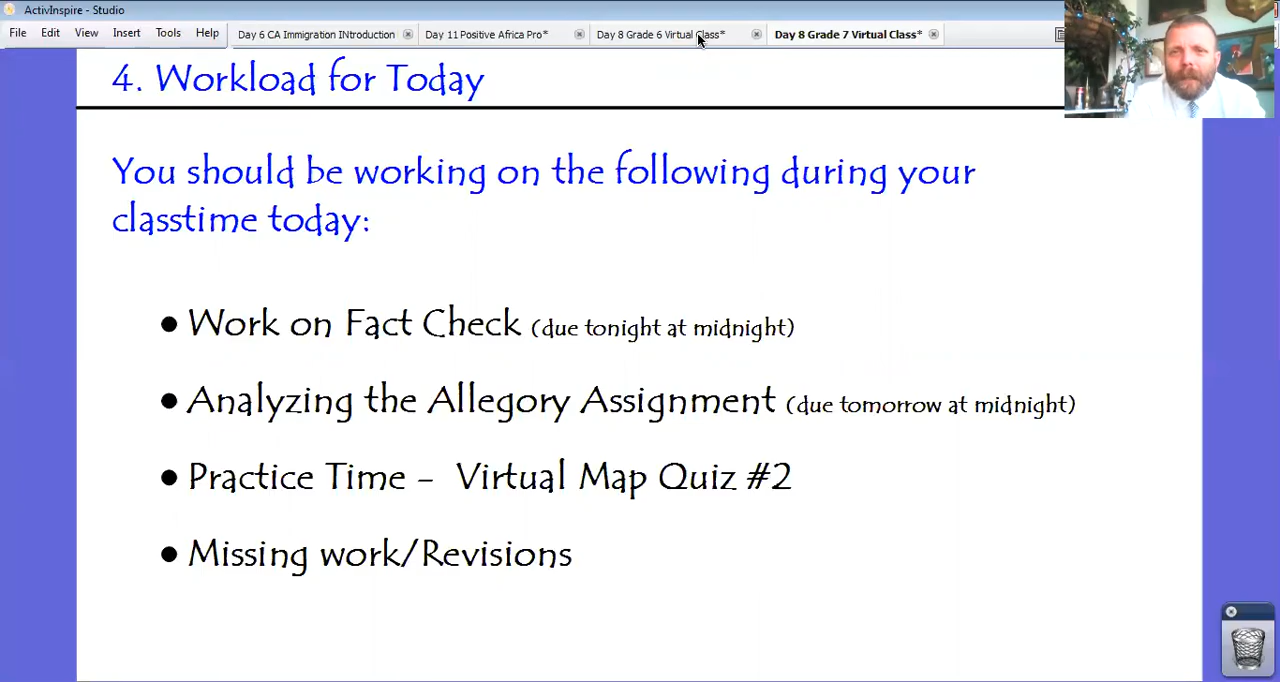 ActivInspire - Studio
File Edit View Insert Tools Help Day 6 CA Immigration INtroduction Day 11 Positive Africa Pro* Day 8 Grade 6 Virtual Class* Day 8 Grade 7 Virtual Class*
4. Workload for Today
You should be working on the following during your
classtime today:
• Work on Fact Check (due tonight at midnight)
• Analyzing the Allegory Assignment (due tomorrow at midnight)
• Practice Time - Virtual Map Quiz #2
• Missing work/Revisions